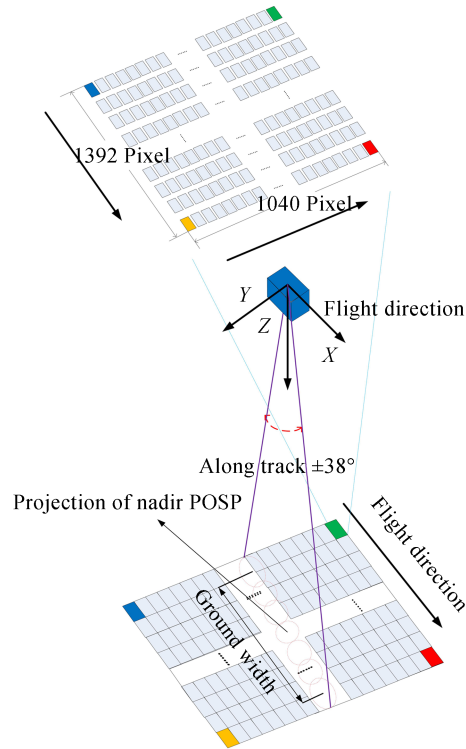 1392 Pixel
1040 Pixel
Y
Z
Flight direction
X
Along track ±38°
Projection of nadir POSP
Flight direction
Ground width